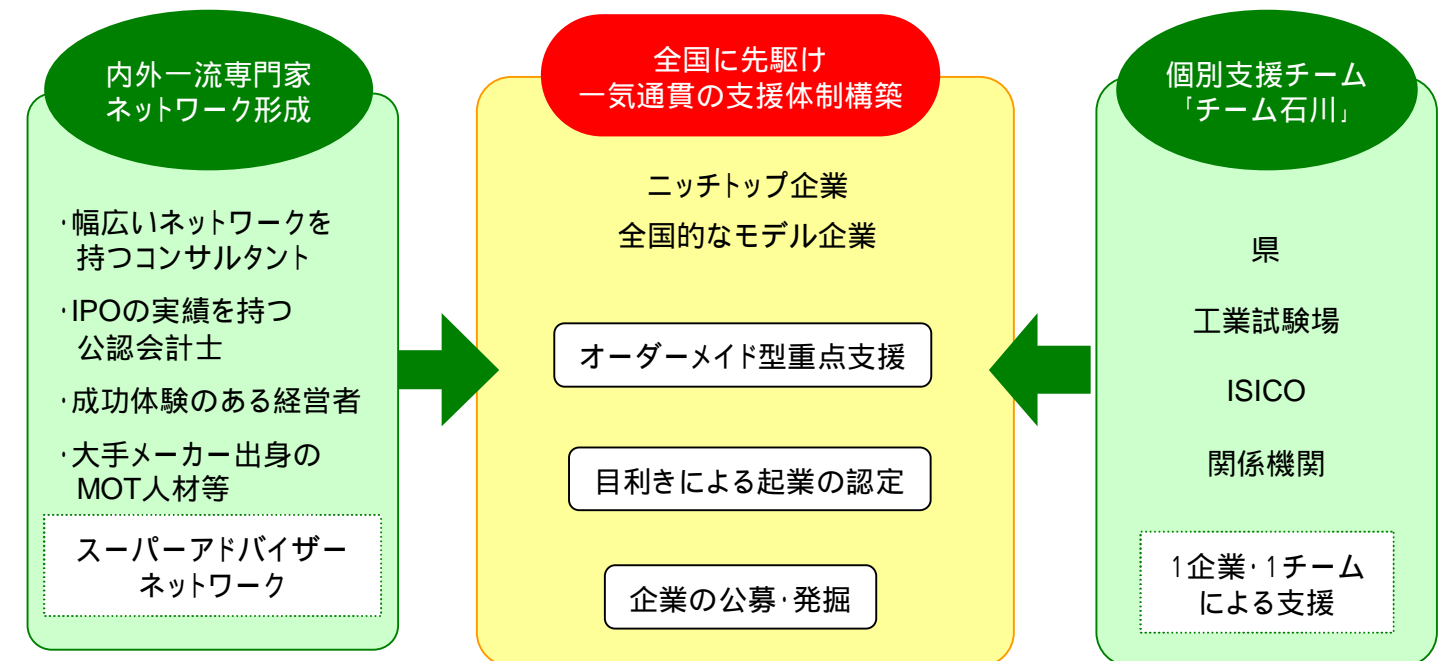 内外一流専門家
ネットワーク形成
・幅広いネットワークを
持つコンサルタント
・IPOの実績を持つ
公認会計士
・成功体験のある経営者
・大手メーカー出身の
MOT人材等
スーパーアドバイザー
ネットワーク
全国に先駆け
一気通貫の支援体制構築
ニッチトップ企業
全国的なモデル企業
オーダーメイド型重点支援
目利きによる起業の認定
企業の公募・発掘
個別支援チーム
「チーム石川」
県
工業試験場
ISICO
関係機関
1企業・1チーム
による支援